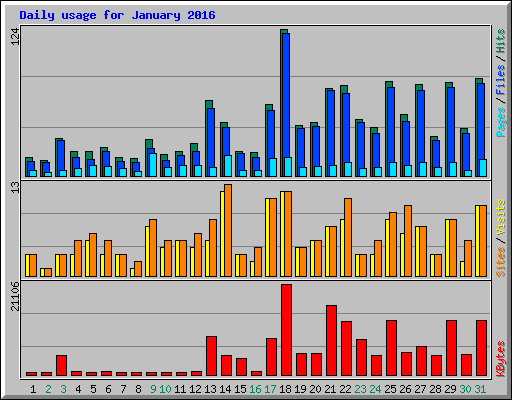 Daily usage for January 2016
124
Pages / Files / Hits
13
Sites / Visits
21106
KBytes
1 2 3 4 5 6 7 8 9 10 11 12 13 14 15 16 17 18 19 20 21 22 23 24 25 26 27 28 29 30 31